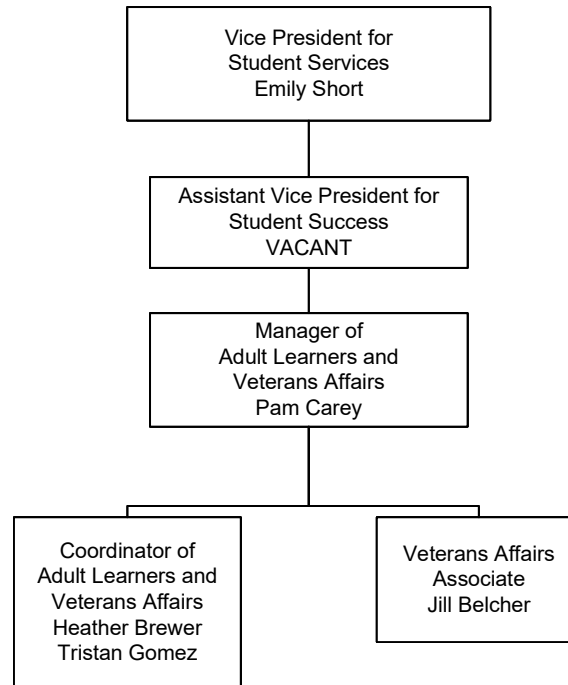 Vice President for
Student Services
Emily Short
Assistant Vice President for
Student Success
VACANT
Manager of
Adult Learners and
Veterans Affairs
Pam Carey
Coordinator of
Adult Learners and
Veterans Affairs
Heather Brewer
Tristan Gomez
Veterans Affairs
Associate
Jill Belcher